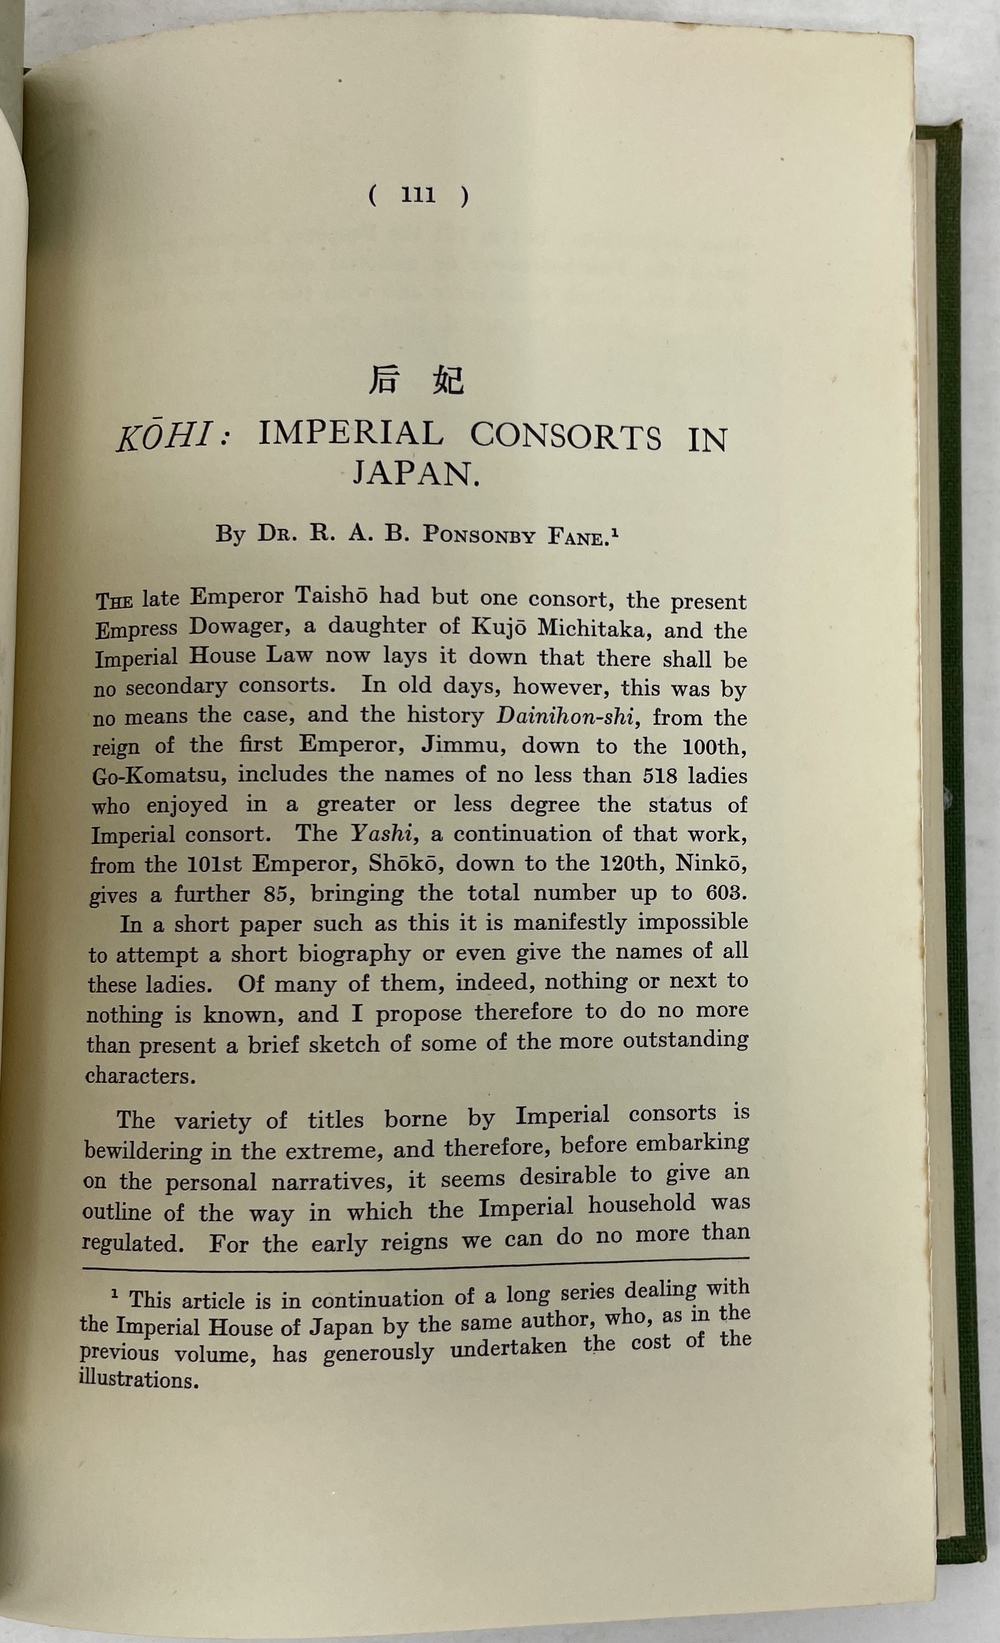 ( 111 )
后 妃
KŌHI: IMPERIAL CONSORTS IN
JAPAN.
By DR. R. A. B. PONSONBY FANE.¹
THE late Emperor Taishō had but one consort, the present
Empress Dowager, a daughter of Kujō Michitaka, and the
Imperial House Law now lays it down that there shall be
no secondary consorts. In old days, however, this was by
no means the case, and the history Dainihon-shi, from the
reign of the first Emperor, Jimmu, down to the 100th,
Go-Komatsu, includes the names of no less than 518 ladies
who enjoyed in a greater or less degree the status of
Imperial consort. The Yashi, a continuation of that work,
from the 101st Emperor, Shōkō, down to the 120th, Ninkō,
gives a further 85, bringing the total number up to 603.
In a short paper such as this it is manifestly impossible
to attempt a short biography or even give the names of all
these ladies. Of many of them, indeed, nothing or next to
nothing is known, and I propose therefore to do no more
than present a brief sketch of some of the more outstanding
characters.
The variety of titles borne by Imperial consorts is
bewildering in the extreme, and therefore, before embarking
on the personal narratives, it seems desirable to give an
outline of the way in which the Imperial household was
regulated. For the early reigns we can do no more than
¹ This article is in continuation of a long series dealing with
the Imperial House of Japan by the same author, who, as in the
previous volume, has generously undertaken the cost of the
illustrations.